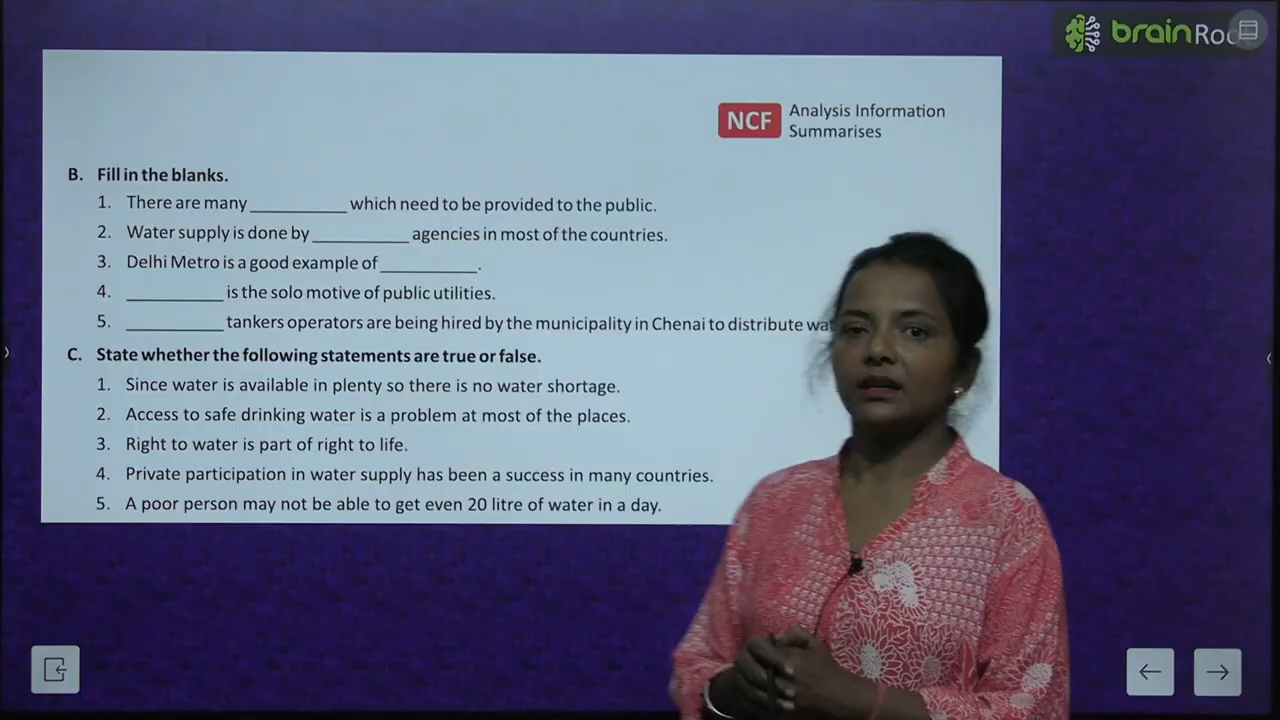 brainRo
NCF
Analysis Information
Summarises
B. Fill in the blanks.
1. There are many __________ which need to be provided to the public.
2. Water supply is done by __________ agencies in most of the countries.
3. Delhi Metro is a good example of __________.
4. __________ is the solo motive of public utilities.
5. __________ tankers operators are being hired by the municipality in Chenai to distribute
C. State whether the following statements are true or false.
1. Since water is available in plenty so there is no water shortage.
2. Access to safe drinking water is a problem at most of the places.
3. Right to water is part of right to life.
4. Private participation in water supply has been a success in many countries.
5. A poor person may not be able to get even 20 litre of water in a day.